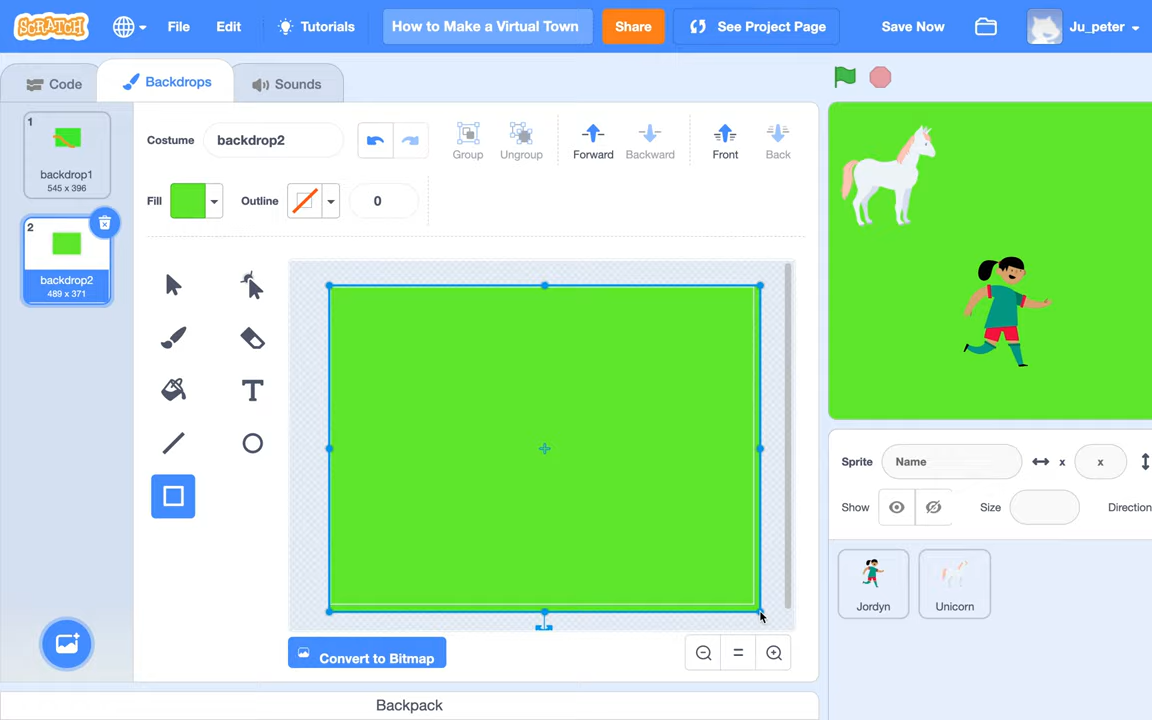 SCRATCH File Edit Tutorials How to Make a Virtual Town Share See Project Page Save Now Ju_peter
Code Backdrops Sounds
1
backdrop1
545 x 396
2
backdrop2
489 x 371
Costume backdrop2 Group Ungroup Forward Backward Front Back
Fill Outline 0
T
Convert to Bitmap
Backpack
Sprite Name x x
Show Size Direction
Jordyn Unicorn